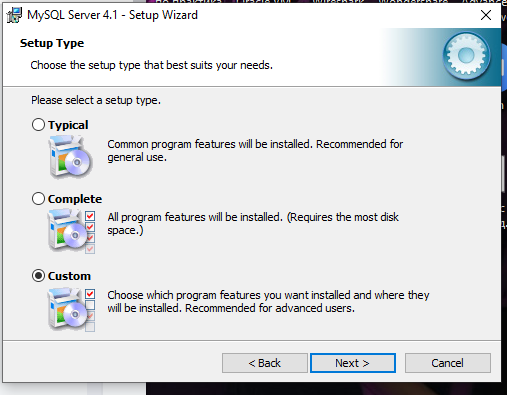 MySQL Server 4.1 - Setup Wizard
Setup Type
Choose the setup type that best suits your needs.
Please select a setup type.
Typical
Common program features will be installed. Recommended for
general use.
Complete
All program features will be installed. (Requires the most disk
space.)
Custom
Choose which program features you want installed and where they
will be installed. Recommended for advanced users.
< Back
Next >
Cancel